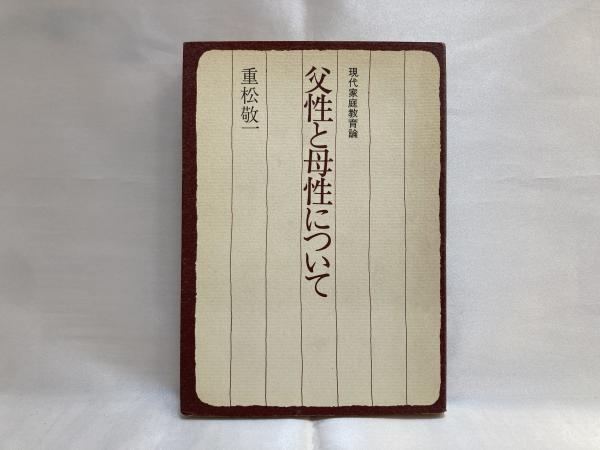 現代家庭教育論
父性と母性について
重松敬一